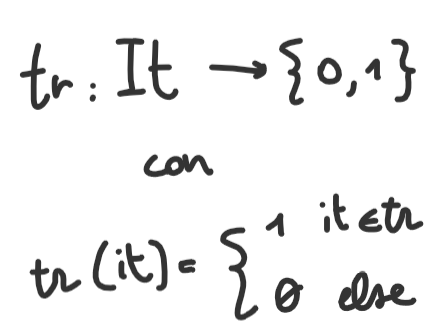 tr : It → {0,1}
con
tr (it) = { 1 it ∈ tr
0 else